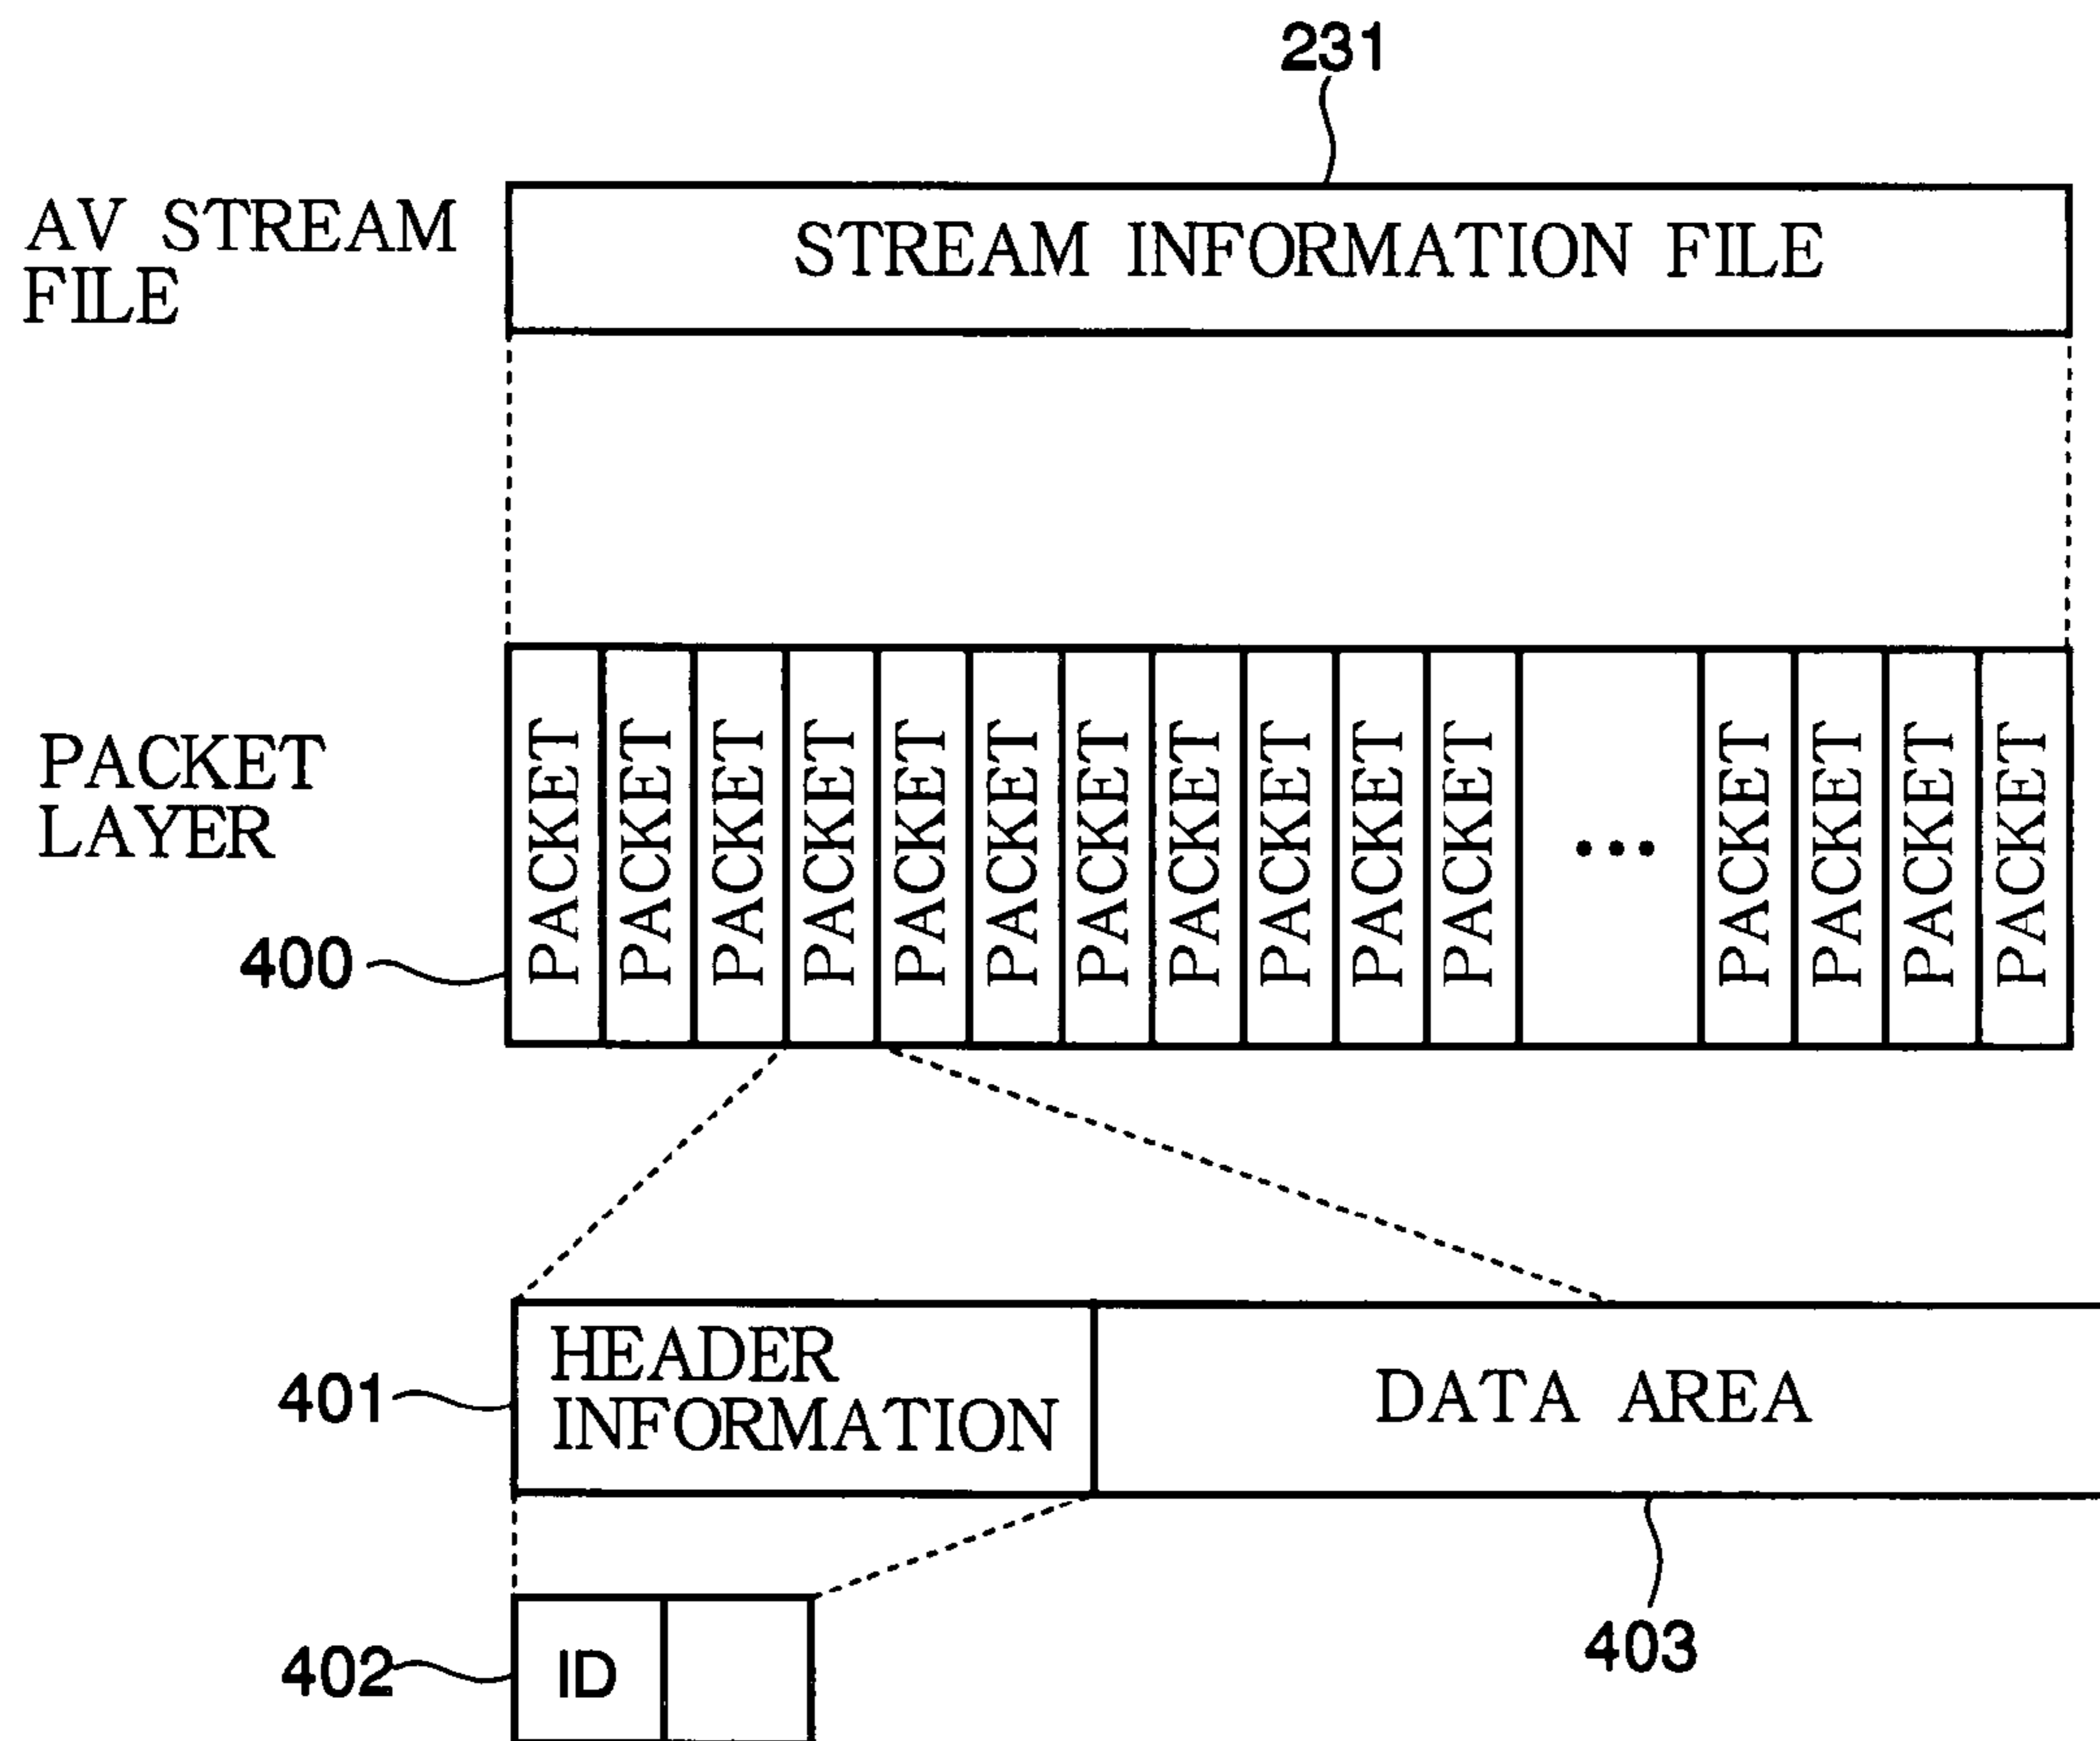 231
AV STREAM
FILE
STREAM INFORMATION FILE
PACKET
LAYER
PACKET
PACKET
PACKET
PACKET
PACKET
PACKET
PACKET
PACKET
PACKET
PACKET
PACKET
...
PACKET
PACKET
PACKET
PACKET
400
401
HEADER
INFORMATION
DATA AREA
402
ID
403